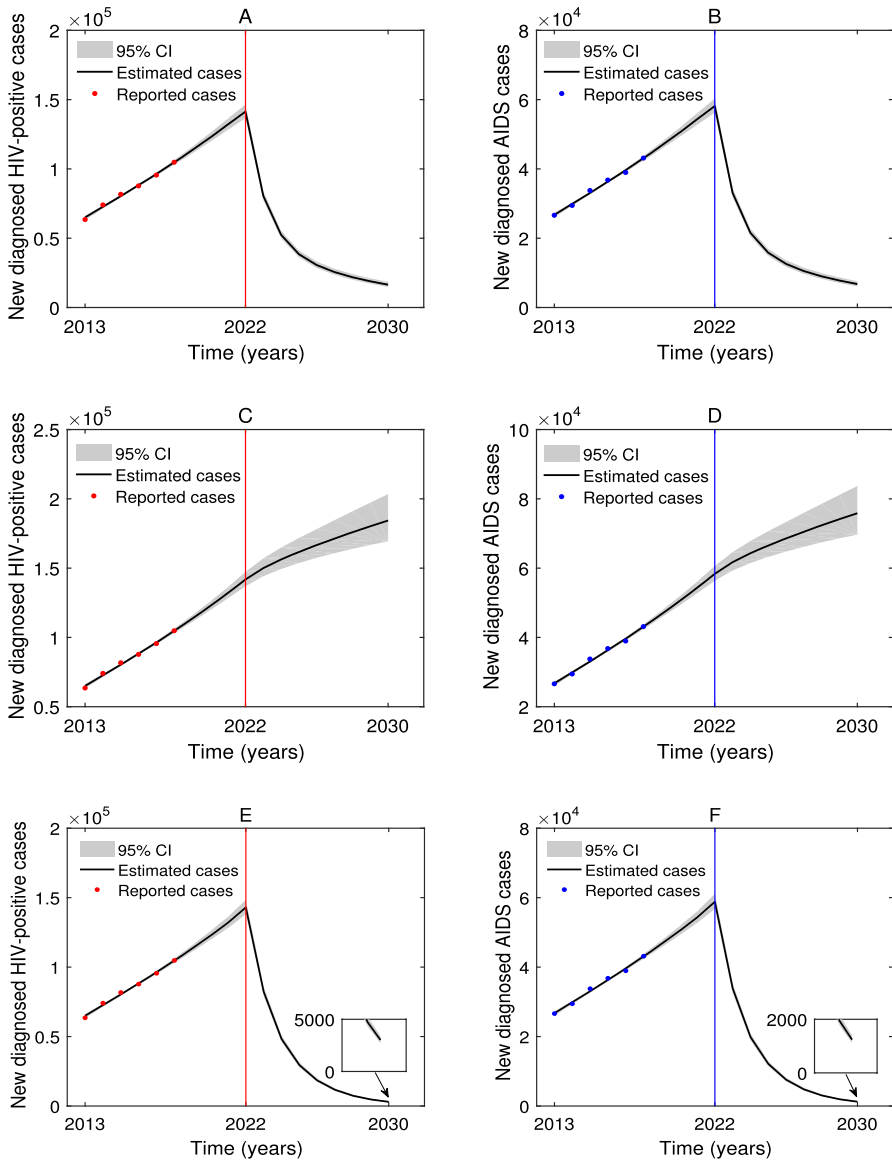 A
×10⁵
New diagnosed HIV-positive cases
2
1.5
1
0.5
0
95% CI
Estimated cases
Reported cases
2013
2022
2030
Time (years)
B
×10⁴
New diagnosed AIDS cases
8
6
4
2
0
95% CI
Estimated cases
Reported cases
2013
2022
2030
Time (years)
C
×10⁵
New diagnosed HIV-positive cases
2.5
2
1.5
1
0.5
95% CI
Estimated cases
Reported cases
2013
2022
2030
Time (years)
D
×10⁴
New diagnosed AIDS cases
10
8
6
4
2
95% CI
Estimated cases
Reported cases
2013
2022
2030
Time (years)
E
×10⁵
New diagnosed HIV-positive cases
2
1.5
1
0.5
0
95% CI
Estimated cases
Reported cases
5000
0
2013
2022
2030
Time (years)
F
×10⁴
New diagnosed AIDS cases
8
6
4
2
0
95% CI
Estimated cases
Reported cases
2000
0
2013
2022
2030
Time (years)